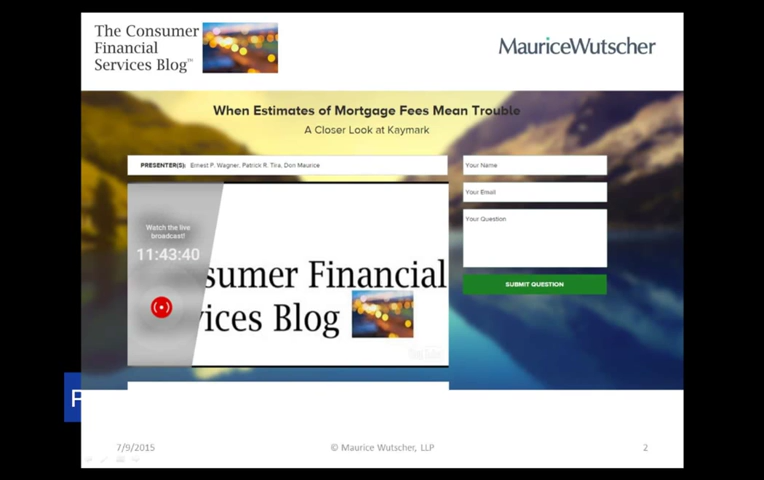 The Consumer
Financial
Services Blog™
MauriceWutscher
When Estimates of Mortgage Fees Mean Trouble
A Closer Look at Kaymark
PRESENTER(S): Ernest P. Wagner, Patrick R. Tira, Don Maurice
Your Name
Your Email
Your Question
SUBMIT QUESTION
Watch the live
broadcast!
11:43:40
sumer Financial
ices Blog
YouTube
P
7/9/2015
© Maurice Wutscher, LLP
2